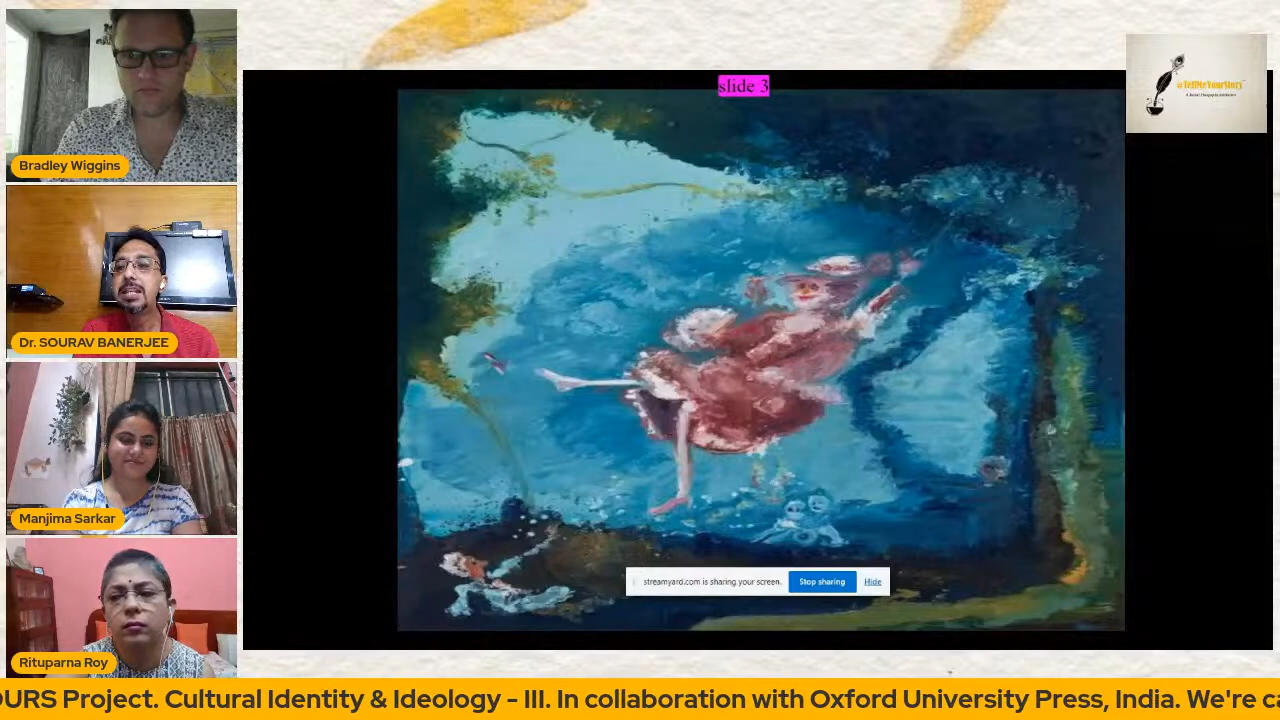 Bradley Wiggins
Dr. SOURAV BANERJEE
Manjima Sarkar
Rituparna Roy
slide 3
#TellMeYourStory
streamyard.com is sharing your screen.
Stop sharing
Hide
OURS Project. Cultural Identity & Ideology - III. In collaboration with Oxford University Press, India. We're ca